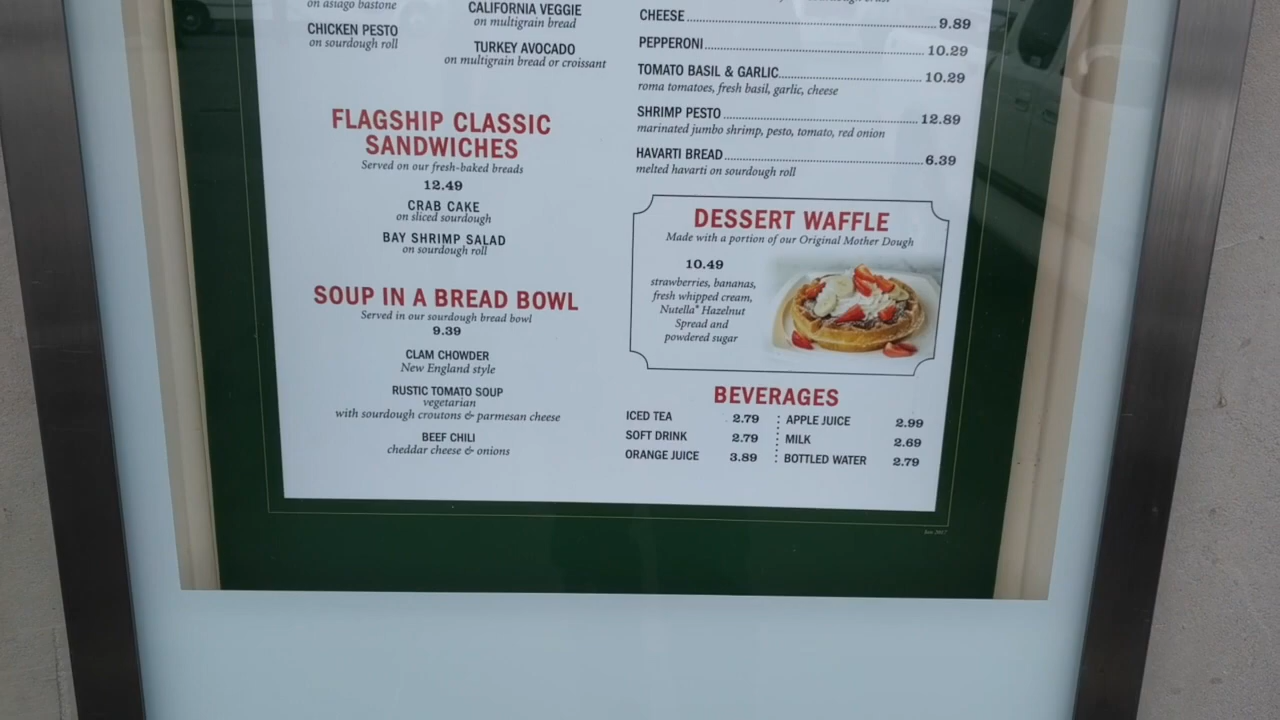 on asiago bastone
CHICKEN PESTO
on sourdough roll
CALIFORNIA VEGGIE
on multigrain bread
TURKEY AVOCADO
on multigrain bread or croissant
FLAGSHIP CLASSIC
SANDWICHES
Served on our fresh-baked breads
12.49
CRAB CAKE
on sliced sourdough
BAY SHRIMP SALAD
on sourdough roll
SOUP IN A BREAD BOWL
Served in our sourdough bread bowl
9.39
CLAM CHOWDER
New England style
RUSTIC TOMATO SOUP
vegetarian
with sourdough croutons & parmesan cheese
BEEF CHILI
cheddar cheese & onions
CHEESE 9.89
PEPPERONI 10.29
TOMATO BASIL & GARLIC 10.29
roma tomatoes, fresh basil, garlic, cheese
SHRIMP PESTO 12.89
marinated jumbo shrimp, pesto, tomato, red onion
HAVARTI BREAD 6.39
melted havarti on sourdough roll
DESSERT WAFFLE
Made with a portion of our Original Mother Dough
10.49
strawberries, bananas,
fresh whipped cream,
Nutella® Hazelnut
Spread and
powdered sugar
BEVERAGES
ICED TEA 2.79 APPLE JUICE 2.99
SOFT DRINK 2.79 MILK 2.69
ORANGE JUICE 3.89 BOTTLED WATER 2.79